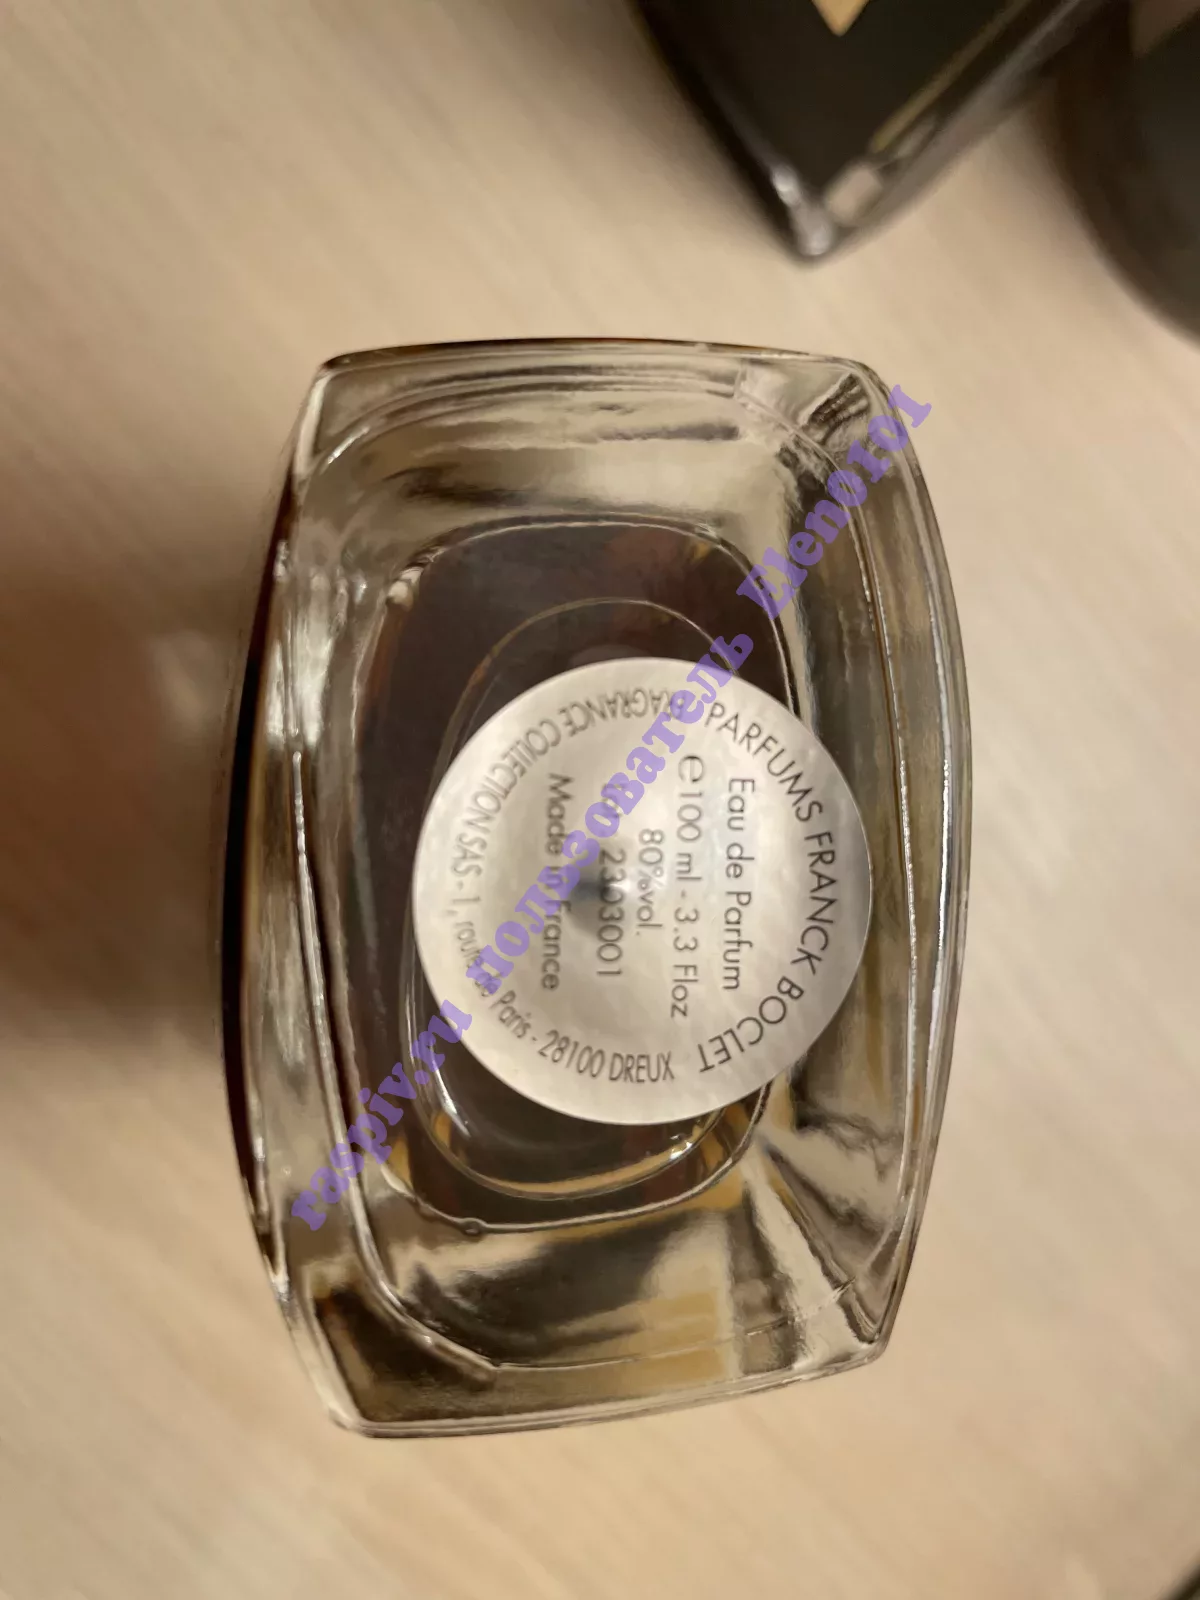 PARFUMS FRANCK BOCLET
Eau de Parfum
e 100 ml - 3.3 Floz
80%vol.
2303001
Made in France
FRAGRANCE COLLECTION SAS - 1, route de Paris - 28100 DREUX
raspiv.ru пользователь Elen0101